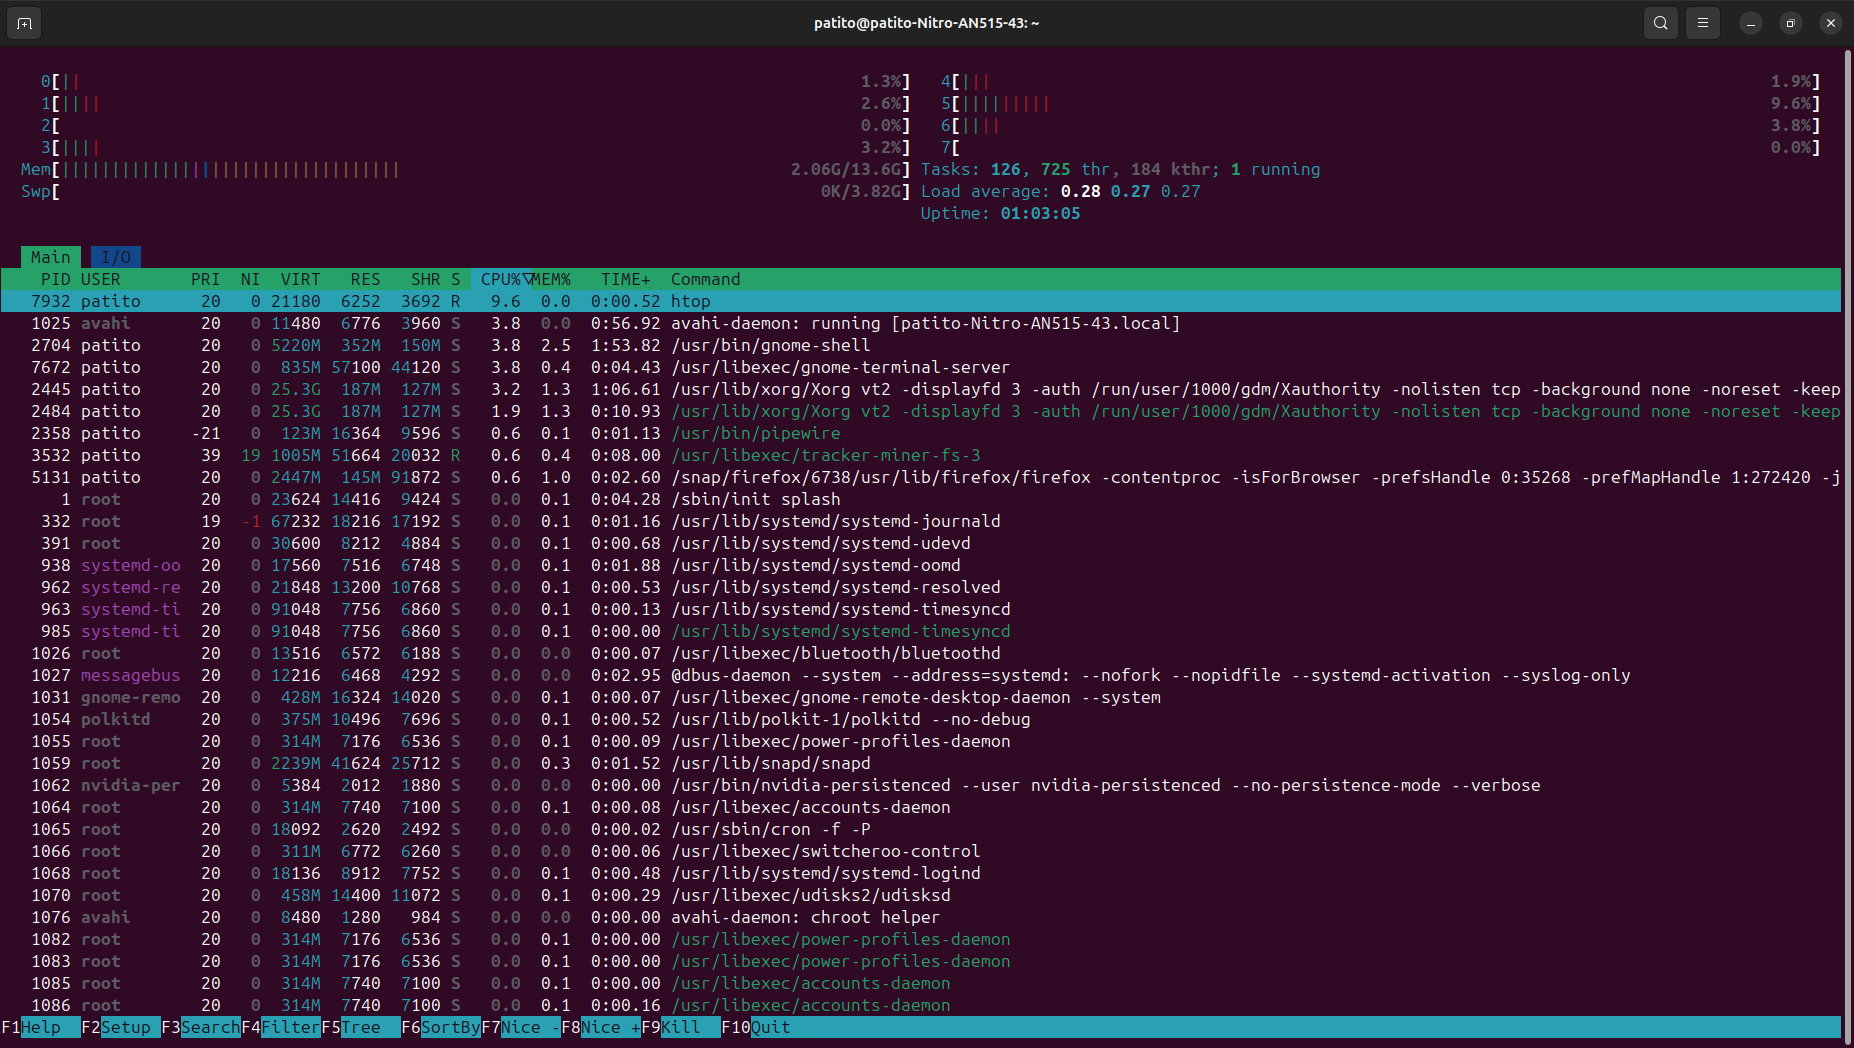 patito@patito-Nitro-AN515-43: ~
0[|| 1.3%] 4[||| 1.9%]
1[|||| 2.6%] 5[||||||||| 9.6%]
2[ 0.0%] 6[|||| 3.8%]
3[|||| 3.2%] 7[ 0.0%]
Mem[|||||||||||||||||||||||||||||||||| 2.06G/13.6G] Tasks: 126, 725 thr, 184 kthr; 1 running
Swp[ 0K/3.82G] Load average: 0.28 0.27 0.27
Uptime: 01:03:05
Main I/O
PID USER PRI NI VIRT RES SHR S CPU%▽MEM% TIME+ Command
7932 patito 20 0 21180 6252 3692 R 9.6 0.0 0:00.52 htop
1025 avahi 20 0 11480 6776 3960 S 3.8 0.0 0:56.92 avahi-daemon: running [patito-Nitro-AN515-43.local]
2704 patito 20 0 5220M 352M 150M S 3.8 2.5 1:53.82 /usr/bin/gnome-shell
7672 patito 20 0 835M 57100 44120 S 3.8 0.4 0:04.43 /usr/libexec/gnome-terminal-server
2445 patito 20 0 25.3G 187M 127M S 3.2 1.3 1:06.61 /usr/lib/xorg/Xorg vt2 -displayfd 3 -auth /run/user/1000/gdm/Xauthority -nolisten tcp -background none -noreset -keep
2484 patito 20 0 25.3G 187M 127M S 1.9 1.3 0:10.93 /usr/lib/xorg/Xorg vt2 -displayfd 3 -auth /run/user/1000/gdm/Xauthority -nolisten tcp -background none -noreset -keep
2358 patito -21 0 123M 16364 9596 S 0.6 0.1 0:01.13 /usr/bin/pipewire
3532 patito 39 19 1005M 51664 20032 R 0.6 0.4 0:08.00 /usr/libexec/tracker-miner-fs-3
5131 patito 20 0 2447M 145M 91872 S 0.6 1.0 0:02.60 /snap/firefox/6738/usr/lib/firefox/firefox -contentproc -isForBrowser -prefsHandle 0:35268 -prefMapHandle 1:272420 -j
1 root 20 0 23624 14416 9424 S 0.0 0.1 0:04.28 /sbin/init splash
332 root 19 -1 67232 18216 17192 S 0.0 0.1 0:01.16 /usr/lib/systemd/systemd-journald
391 root 20 0 30600 8212 4884 S 0.0 0.1 0:00.68 /usr/lib/systemd/systemd-udevd
938 systemd-oo 20 0 17560 7516 6748 S 0.0 0.1 0:01.88 /usr/lib/systemd/systemd-oomd
962 systemd-re 20 0 21848 13200 10768 S 0.0 0.1 0:00.53 /usr/lib/systemd/systemd-resolved
963 systemd-ti 20 0 91048 7756 6860 S 0.0 0.1 0:00.13 /usr/lib/systemd/systemd-timesyncd
985 systemd-ti 20 0 91048 7756 6860 S 0.0 0.1 0:00.00 /usr/lib/systemd/systemd-timesyncd
1026 root 20 0 13516 6572 6188 S 0.0 0.0 0:00.07 /usr/libexec/bluetooth/bluetoothd
1027 messagebus 20 0 12216 6468 4292 S 0.0 0.0 0:02.95 @dbus-daemon --system --address=systemd: --nofork --nopidfile --systemd-activation --syslog-only
1031 gnome-remo 20 0 428M 16324 14020 S 0.0 0.1 0:00.07 /usr/libexec/gnome-remote-desktop-daemon --system
1054 polkitd 20 0 375M 10496 7696 S 0.0 0.1 0:00.52 /usr/lib/polkit-1/polkitd --no-debug
1055 root 20 0 314M 7176 6536 S 0.0 0.1 0:00.09 /usr/libexec/power-profiles-daemon
1059 root 20 0 2239M 41624 25712 S 0.0 0.3 0:01.52 /usr/lib/snapd/snapd
1062 nvidia-per 20 0 5384 2012 1880 S 0.0 0.0 0:00.00 /usr/bin/nvidia-persistenced --user nvidia-persistenced --no-persistence-mode --verbose
1064 root 20 0 314M 7740 7100 S 0.0 0.1 0:00.08 /usr/libexec/accounts-daemon
1065 root 20 0 18092 2620 2492 S 0.0 0.0 0:00.02 /usr/sbin/cron -f -P
1066 root 20 0 311M 6772 6260 S 0.0 0.0 0:00.06 /usr/libexec/switcheroo-control
1068 root 20 0 18136 8912 7752 S 0.0 0.1 0:00.48 /usr/lib/systemd/systemd-logind
1070 root 20 0 458M 14400 11072 S 0.0 0.1 0:00.29 /usr/libexec/udisks2/udisksd
1076 avahi 20 0 8480 1280 984 S 0.0 0.0 0:00.00 avahi-daemon: chroot helper
1082 root 20 0 314M 7176 6536 S 0.0 0.1 0:00.00 /usr/libexec/power-profiles-daemon
1083 root 20 0 314M 7176 6536 S 0.0 0.1 0:00.00 /usr/libexec/power-profiles-daemon
1085 root 20 0 314M 7740 7100 S 0.0 0.1 0:00.00 /usr/libexec/accounts-daemon
1086 root 20 0 314M 7740 7100 S 0.0 0.1 0:00.16 /usr/libexec/accounts-daemon
F1Help F2Setup F3SearchF4FilterF5Tree F6SortByF7Nice -F8Nice +F9Kill F10Quit